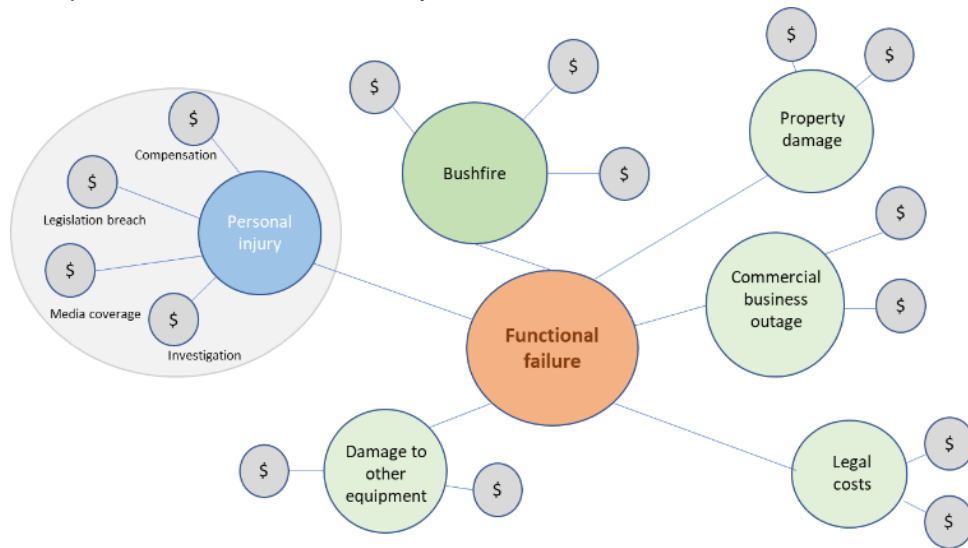 $
$
$
$
Property
damage
$
Compensation
$
Legislation breach
Personal
injury
$
Media coverage
$
Investigation
Bushfire
$
$
Commercial
business
outage
$
Functional
failure
Damage to
other
equipment
$
$
Legal
costs
$
$